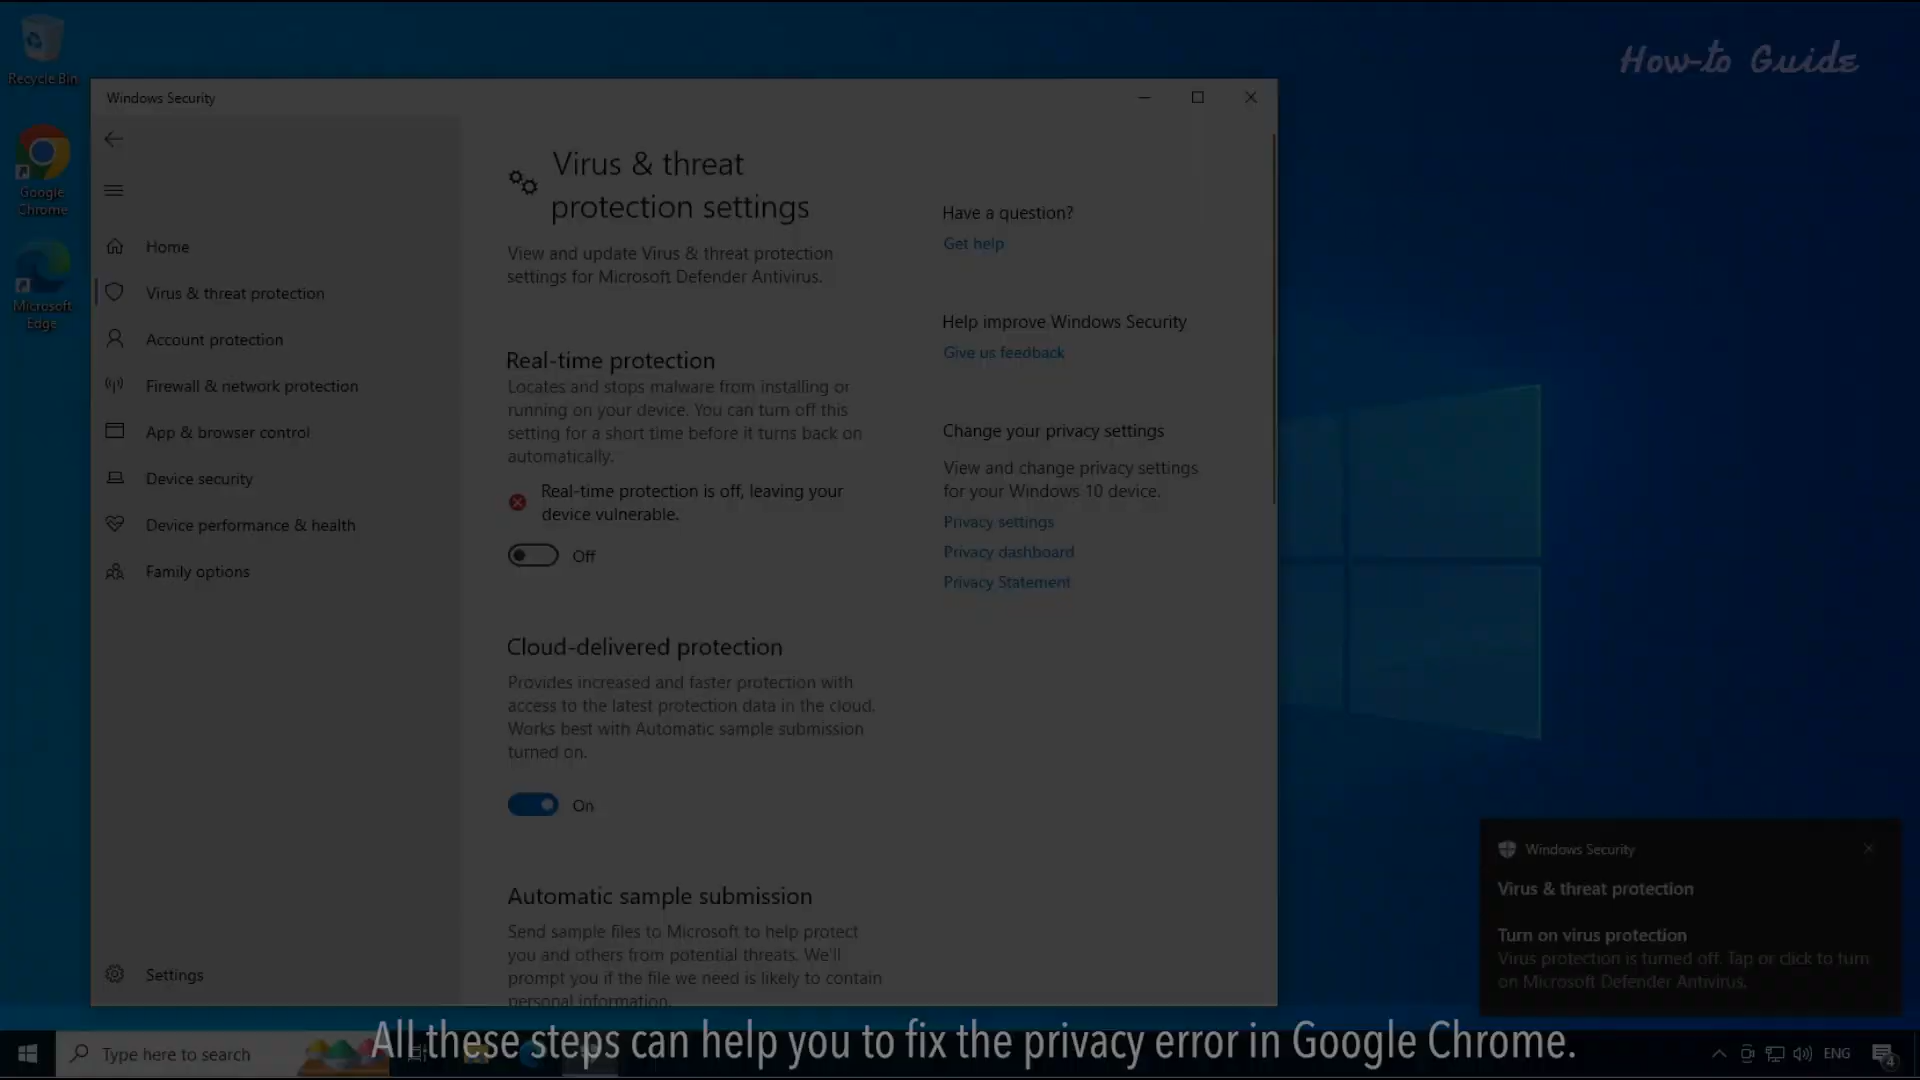 How-to Guide
Recycle Bin
Google
Chrome
Microsoft
Edge
Windows Security
Home
Virus & threat protection
Account protection
Firewall & network protection
App & browser control
Device security
Device performance & health
Family options
Settings
Virus & threat
protection settings
View and update Virus & threat protection
settings for Microsoft Defender Antivirus.
Real-time protection
Locates and stops malware from installing or
running on your device. You can turn off this
setting for a short time before it turns back on
automatically.
Real-time protection is off, leaving your
device vulnerable.
Off
Cloud-delivered protection
Provides increased and faster protection with
access to the latest protection data in the cloud.
Works best with Automatic sample submission
turned on.
On
Automatic sample submission
Send sample files to Microsoft to help protect
you and others from potential threats. We'll
prompt you if the file we need is likely to contain
personal information.
Have a question?
Get help
Help improve Windows Security
Give us feedback
Change your privacy settings
View and change privacy settings
for your Windows 10 device.
Privacy settings
Privacy dashboard
Privacy Statement
Windows Security
Virus & threat protection
Turn on virus protection
Virus protection is turned off. Tap or click to turn
on Microsoft Defender Antivirus.
All these steps can help you to fix the privacy error in Google Chrome.
Type here to search
ENG
4